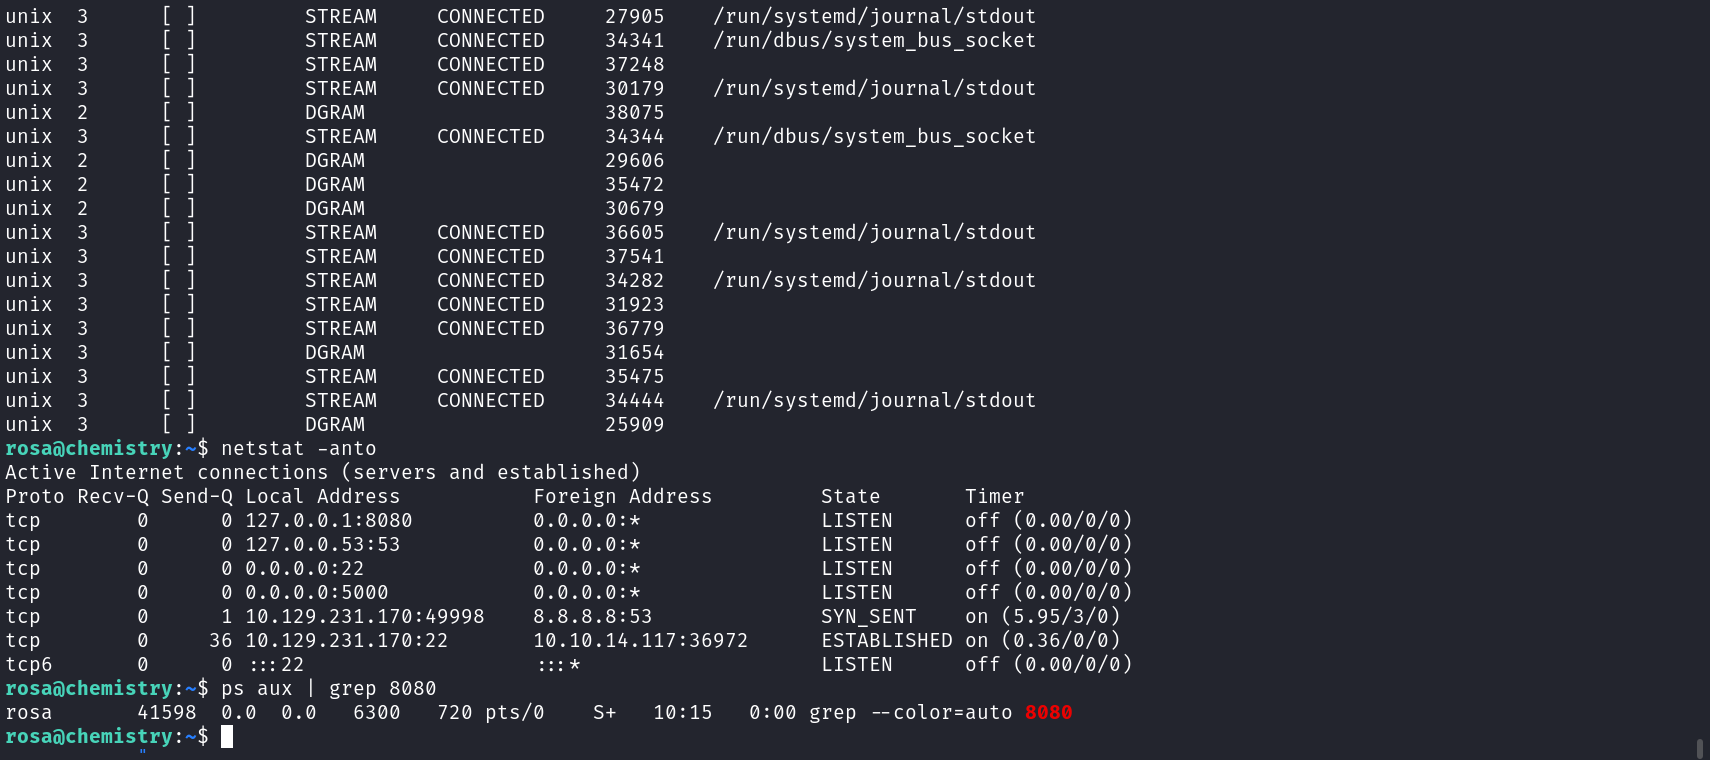 unix  3      [ ]         STREAM     CONNECTED     27905    /run/systemd/journal/stdout
unix  3      [ ]         STREAM     CONNECTED     34341    /run/dbus/system_bus_socket
unix  3      [ ]         STREAM     CONNECTED     37248
unix  3      [ ]         STREAM     CONNECTED     30179    /run/systemd/journal/stdout
unix  2      [ ]         DGRAM                    38075
unix  3      [ ]         STREAM     CONNECTED     34344    /run/dbus/system_bus_socket
unix  2      [ ]         DGRAM                    29606
unix  2      [ ]         DGRAM                    35472
unix  2      [ ]         DGRAM                    30679
unix  3      [ ]         STREAM     CONNECTED     36605    /run/systemd/journal/stdout
unix  3      [ ]         STREAM     CONNECTED     37541
unix  3      [ ]         STREAM     CONNECTED     34282    /run/systemd/journal/stdout
unix  3      [ ]         STREAM     CONNECTED     31923
unix  3      [ ]         STREAM     CONNECTED     36779
unix  3      [ ]         DGRAM                    31654
unix  3      [ ]         STREAM     CONNECTED     35475
unix  3      [ ]         STREAM     CONNECTED     34444    /run/systemd/journal/stdout
unix  3      [ ]         DGRAM                    25909
rosa@chemistry:~$ netstat -anto
Active Internet connections (servers and established)
Proto Recv-Q Send-Q Local Address           Foreign Address         State       Timer
tcp        0      0 127.0.0.1:8080          0.0.0.0:*               LISTEN      off (0.00/0/0)
tcp        0      0 127.0.0.53:53           0.0.0.0:*               LISTEN      off (0.00/0/0)
tcp        0      0 0.0.0.0:22              0.0.0.0:*               LISTEN      off (0.00/0/0)
tcp        0      0 0.0.0.0:5000            0.0.0.0:*               LISTEN      off (0.00/0/0)
tcp        0      1 10.129.231.170:49998    8.8.8.8:53              SYN_SENT    on (5.95/3/0)
tcp        0     36 10.129.231.170:22       10.10.14.117:36972      ESTABLISHED on (0.36/0/0)
tcp6       0      0 :::22                   :::*                    LISTEN      off (0.00/0/0)
rosa@chemistry:~$ ps aux | grep 8080
rosa       41598  0.0  0.0   6300   720 pts/0    S+   10:15   0:00 grep --color=auto 8080
rosa@chemistry:~$